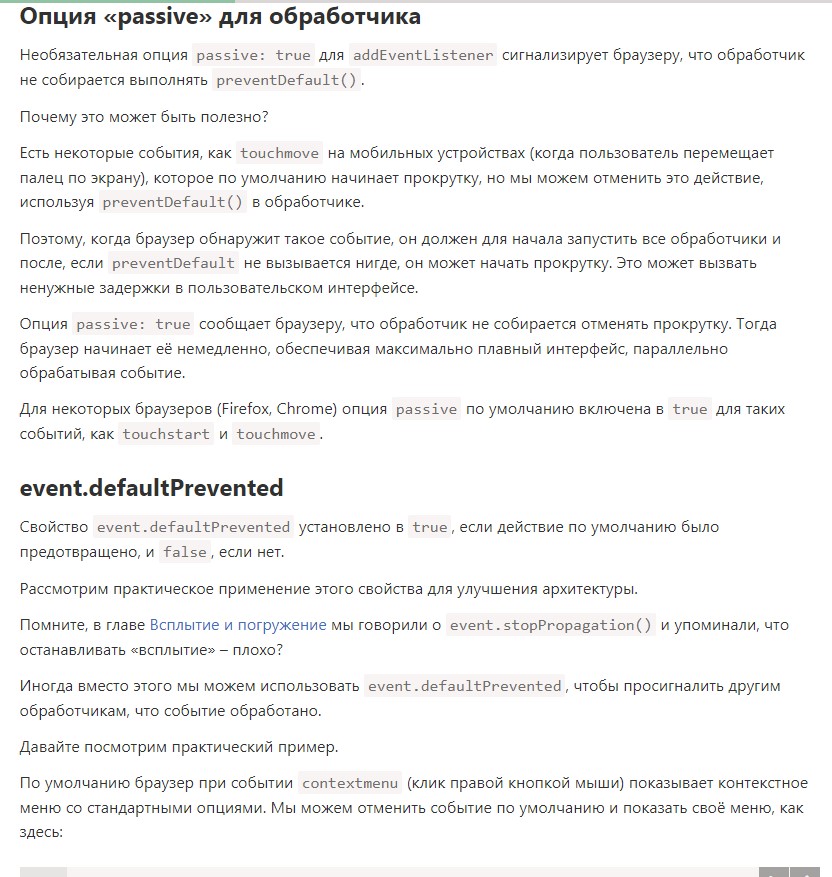 Опция «passive» для обработчика
Необязательная опция passive: true для addEventListener сигнализирует браузеру, что обработчик
не собирается выполнять preventDefault().
Почему это может быть полезно?
Есть некоторые события, как touchmove на мобильных устройствах (когда пользователь перемещает
палец по экрану), которое по умолчанию начинает прокрутку, но мы можем отменить это действие,
используя preventDefault() в обработчике.
Поэтому, когда браузер обнаружит такое событие, он должен для начала запустить все обработчики и
после, если preventDefault не вызывается нигде, он может начать прокрутку. Это может вызвать
ненужные задержки в пользовательском интерфейсе.
Опция passive: true сообщает браузеру, что обработчик не собирается отменять прокрутку. Тогда
браузер начинает её немедленно, обеспечивая максимально плавный интерфейс, параллельно
обрабатывая событие.
Для некоторых браузеров (Firefox, Chrome) опция passive по умолчанию включена в true для таких
событий, как touchstart и touchmove.
event.defaultPrevented
Свойство event.defaultPrevented установлено в true, если действие по умолчанию было
предотвращено, и false, если нет.
Рассмотрим практическое применение этого свойства для улучшения архитектуры.
Помните, в главе Всплытие и погружение мы говорили о event.stopPropagation() и упоминали, что
останавливать «всплытие» – плохо?
Иногда вместо этого мы можем использовать event.defaultPrevented, чтобы просигналить другим
обработчикам, что событие обработано.
Давайте посмотрим практический пример.
По умолчанию браузер при событии contextmenu (клик правой кнопкой мыши) показывает контекстное
меню со стандартными опциями. Мы можем отменить событие по умолчанию и показать своё меню, как
здесь: